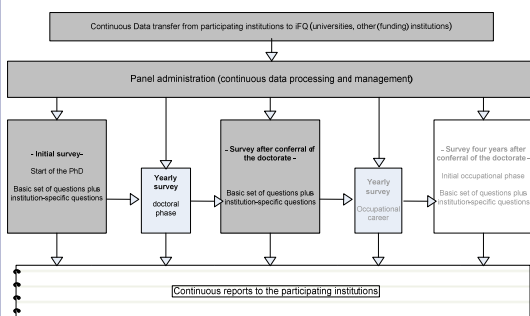 Continuous Data transfer from participating institutions to iFQ (universities, other (funding) institutions)
Panel administration (continuous data processing and management)
- Initial survey-
Start of the PhD
Basic set of questions plus
institution-specific questions
Yearly
survey
doctoral
phase
- Survey after conferral of
the doctorate -
Basic set of questions plus
institution-specific questions
Yearly
survey
Occupational
career
- Survey four years after
conferral of the doctorate-
Initial occupational phase
Basic set of questions plus
institution-specific questions
Continuous reports to the participating institutions